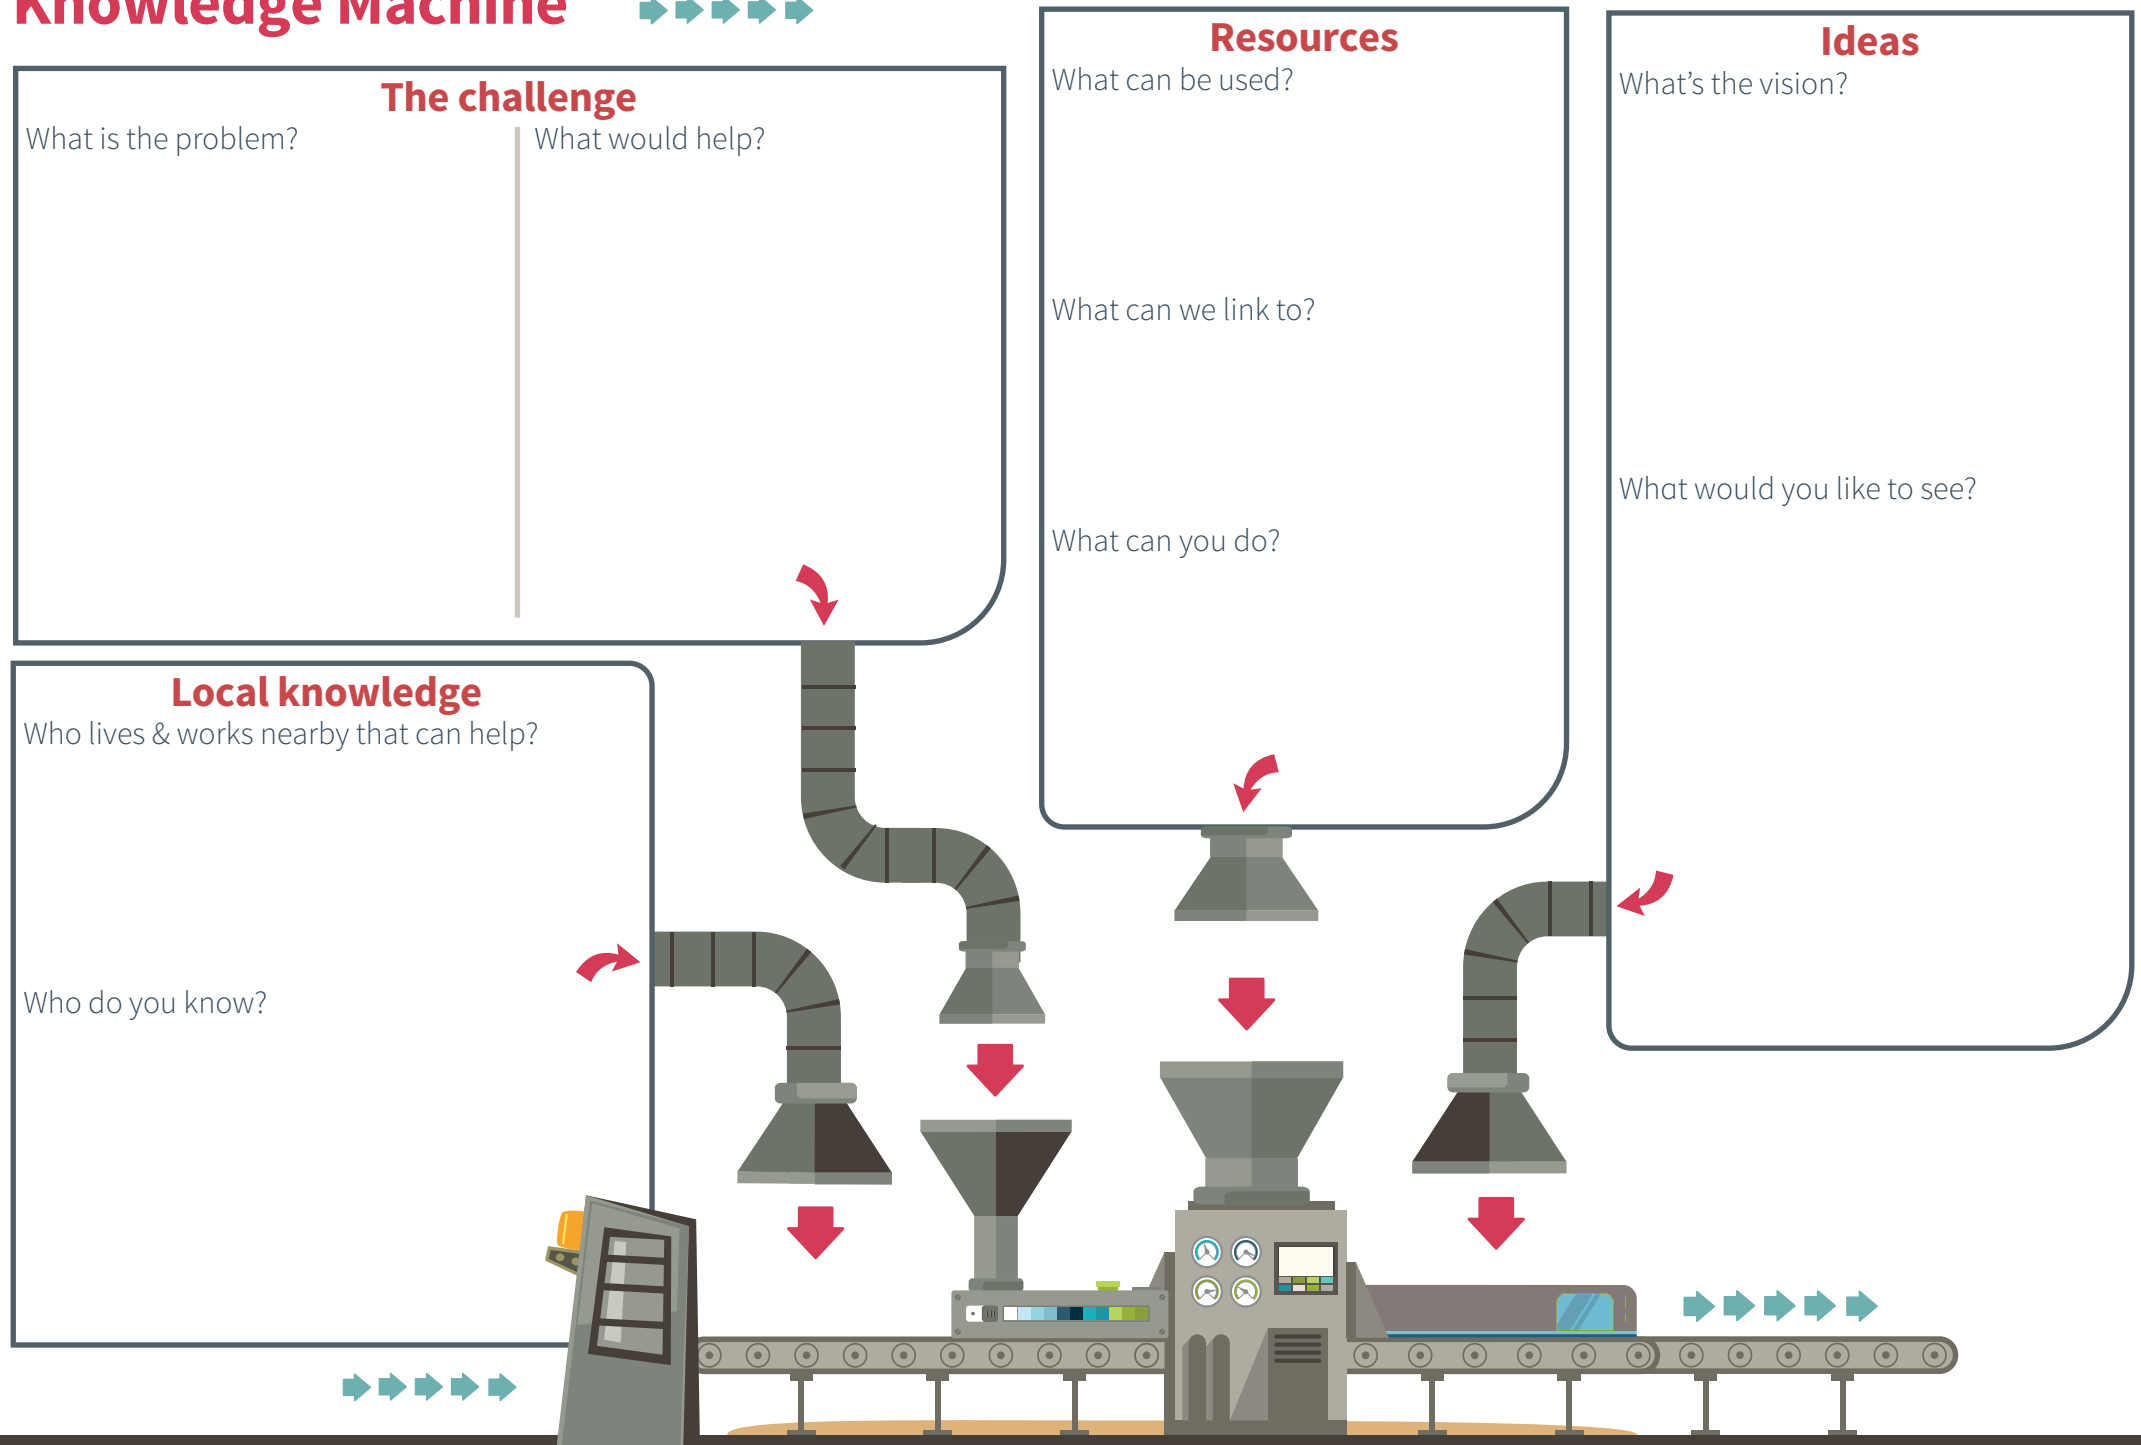 Knowledge Machine
The challenge
What is the problem?
What would help?
Local knowledge
Who lives & works nearby that can help?
Who do you know?
Resources
What can be used?
What can we link to?
What can you do?
Ideas
What’s the vision?
What would you like to see?